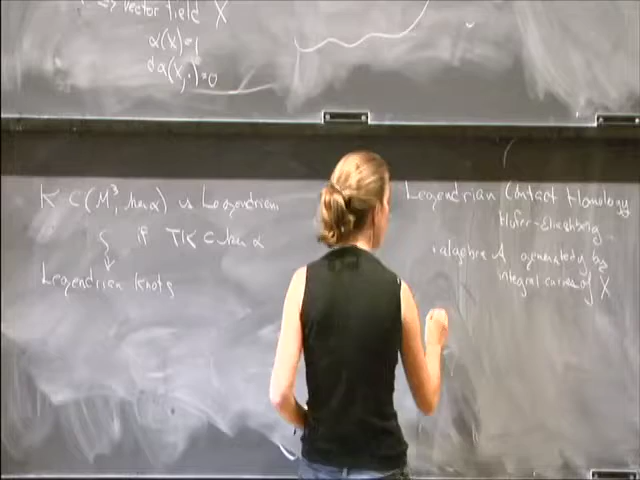 => Vector field X
α(X)=1
dα(X,·)=0
K ⊂ (M³, ker α) is Legendrian
if TK ⊂ ker α
Legendrian knots
Legendrian Contact Homology
Hofer-Eliashberg
· algebra A generated by
integral curves of X